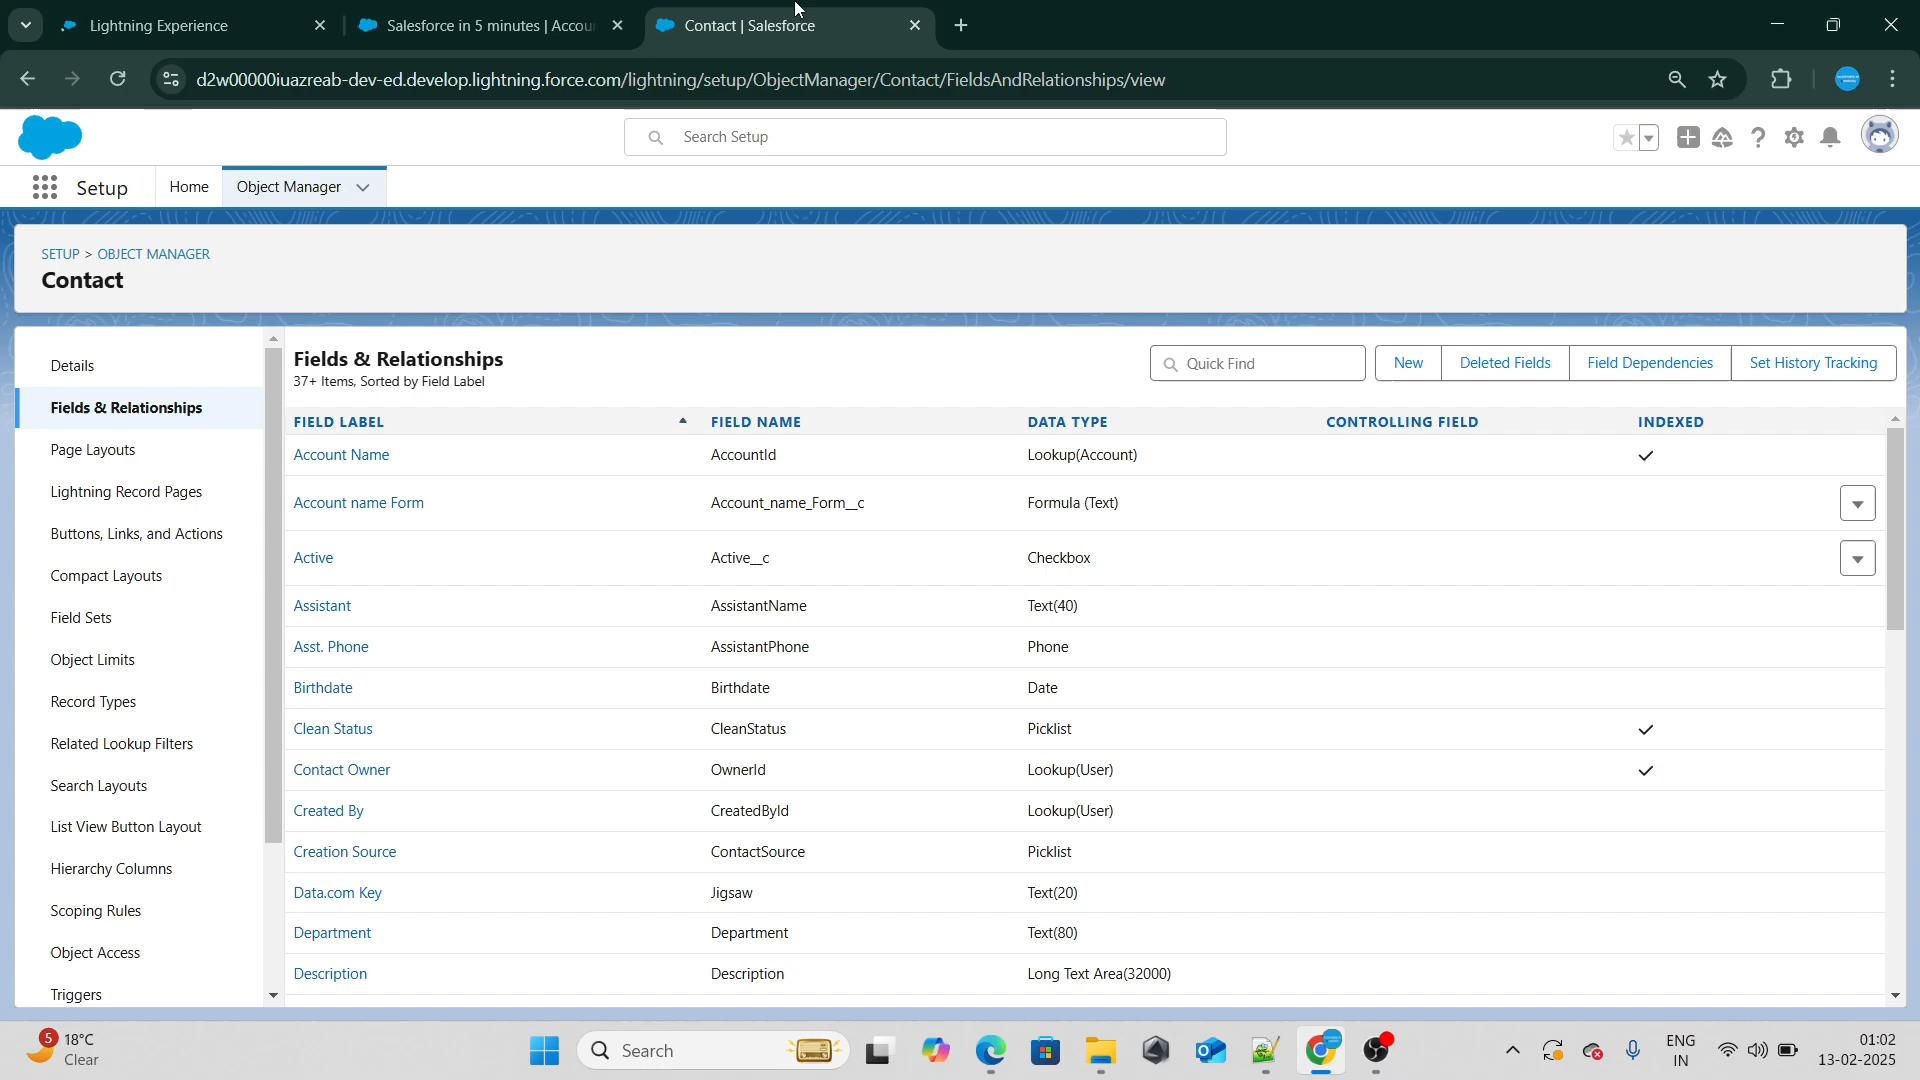 Lightning Experience
Salesforce in 5 minutes | Accou
Contact | Salesforce
d2w00000iuazreab-dev-ed.develop.lightning.force.com/lightning/setup/ObjectManager/Contact/FieldsAndRelationships/view
Search Setup
Setup
Home
Object Manager
SETUP > OBJECT MANAGER
Contact
Details
Fields & Relationships
Page Layouts
Lightning Record Pages
Buttons, Links, and Actions
Compact Layouts
Field Sets
Object Limits
Record Types
Related Lookup Filters
Search Layouts
List View Button Layout
Hierarchy Columns
Scoping Rules
Object Access
Triggers
Fields & Relationships
37+ Items, Sorted by Field Label
Quick Find
New
Deleted Fields
Field Dependencies
Set History Tracking
FIELD LABEL FIELD NAME DATA TYPE CONTROLLING FIELD INDEXED
Account Name AccountId Lookup(Account)
Account name Form Account_name_Form__c Formula (Text)
Active Active__c Checkbox
Assistant AssistantName Text(40)
Asst. Phone AssistantPhone Phone
Birthdate Birthdate Date
Clean Status CleanStatus Picklist
Contact Owner OwnerId Lookup(User)
Created By CreatedById Lookup(User)
Creation Source ContactSource Picklist
Data.com Key Jigsaw Text(20)
Department Department Text(80)
Description Description Long Text Area(32000)
5
18°C
Clear
Search
ENG
IN
01:02
13-02-2025